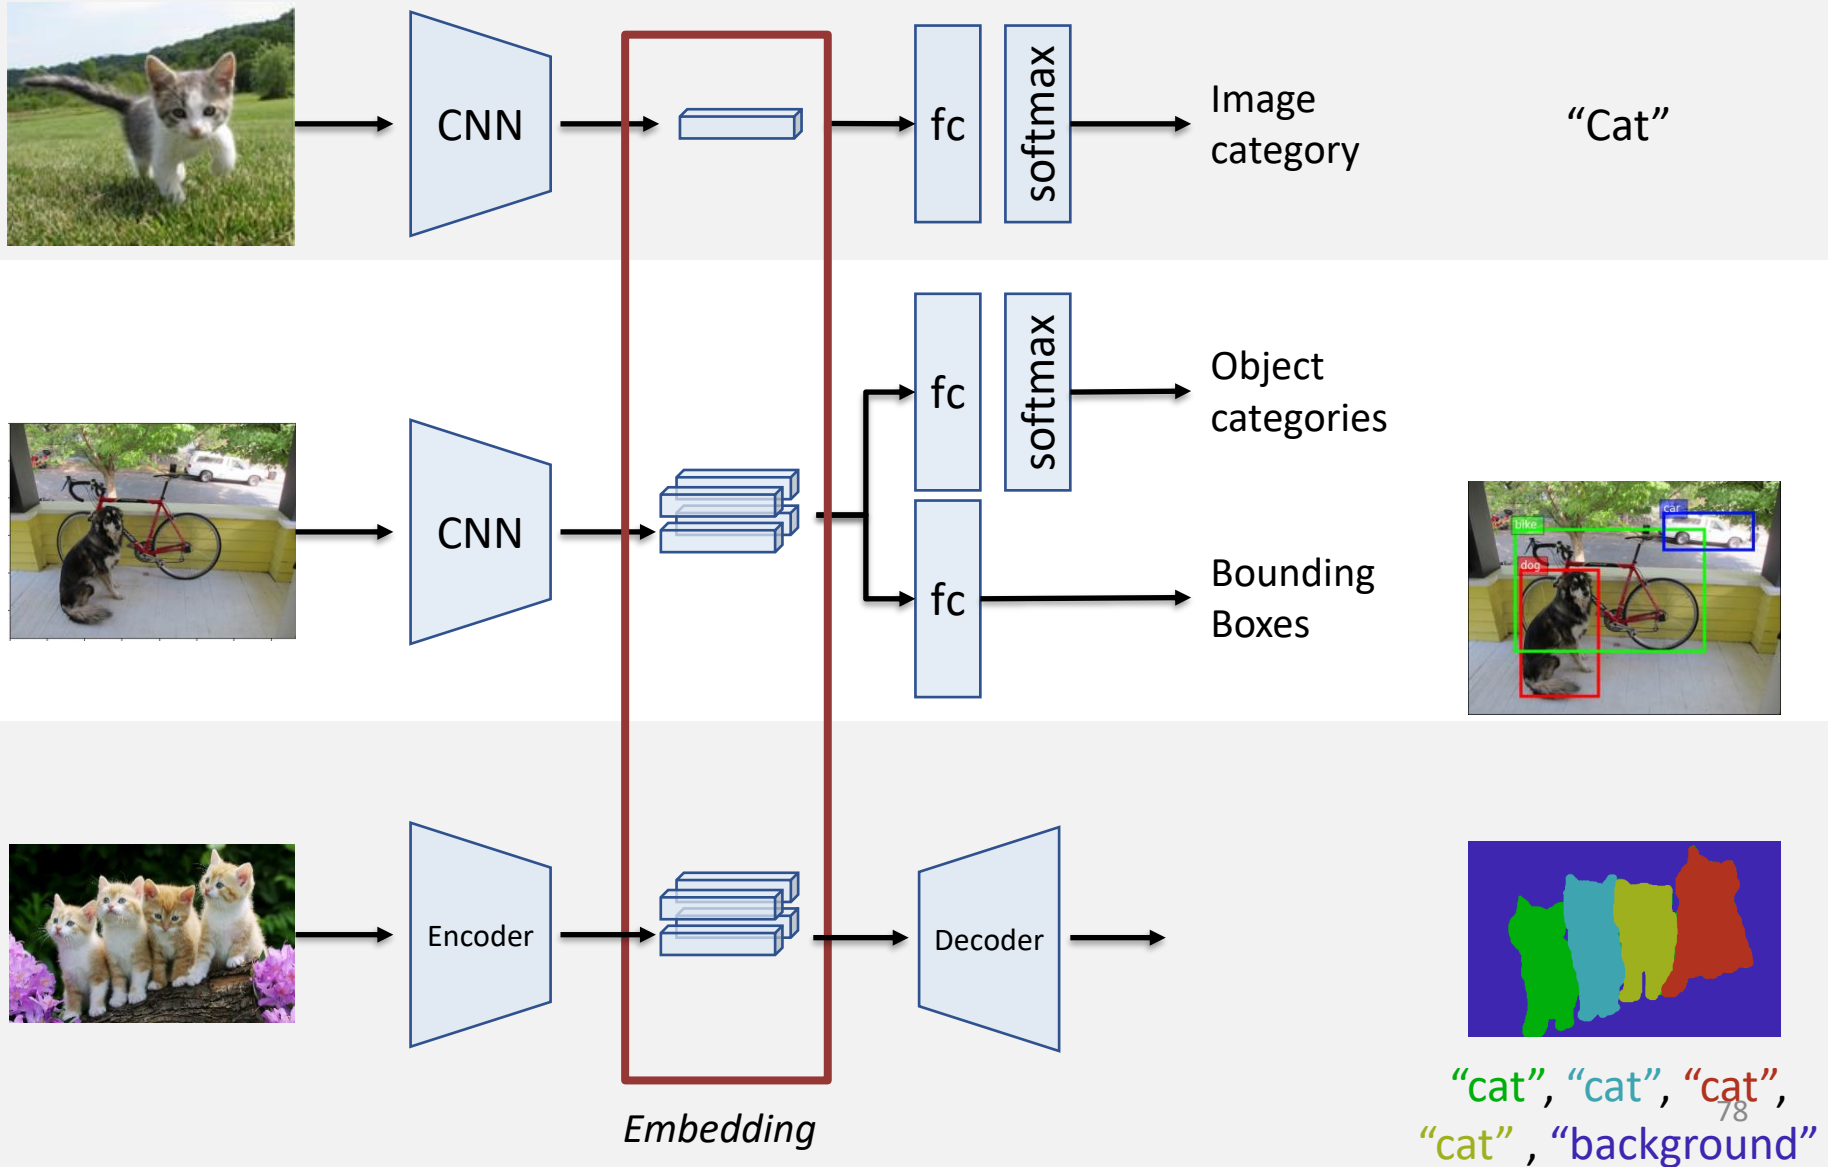 CNN
fc
softmax
Image
category
“Cat”
fc
softmax
Object
categories
CNN
fc
Bounding
Boxes
car
bike
dog
Encoder
Decoder
Embedding
“cat”, “cat”, “cat”,
78
“cat” , “background”